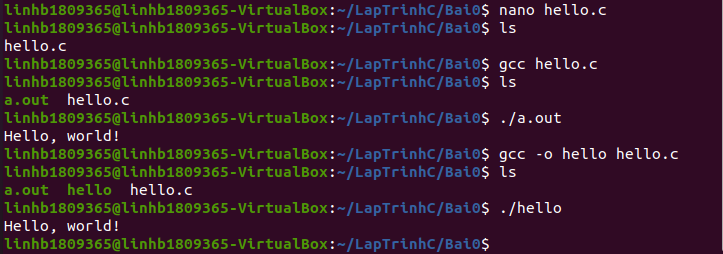 linhb1809365@linhb1809365-VirtualBox:~/LapTrinhC/Bai0$ nano hello.c
linhb1809365@linhb1809365-VirtualBox:~/LapTrinhC/Bai0$ ls
hello.c
linhb1809365@linhb1809365-VirtualBox:~/LapTrinhC/Bai0$ gcc hello.c
linhb1809365@linhb1809365-VirtualBox:~/LapTrinhC/Bai0$ ls
a.out  hello.c
linhb1809365@linhb1809365-VirtualBox:~/LapTrinhC/Bai0$ ./a.out
Hello, world!
linhb1809365@linhb1809365-VirtualBox:~/LapTrinhC/Bai0$ gcc -o hello hello.c
linhb1809365@linhb1809365-VirtualBox:~/LapTrinhC/Bai0$ ls
a.out  hello  hello.c
linhb1809365@linhb1809365-VirtualBox:~/LapTrinhC/Bai0$ ./hello
Hello, world!
linhb1809365@linhb1809365-VirtualBox:~/LapTrinhC/Bai0$